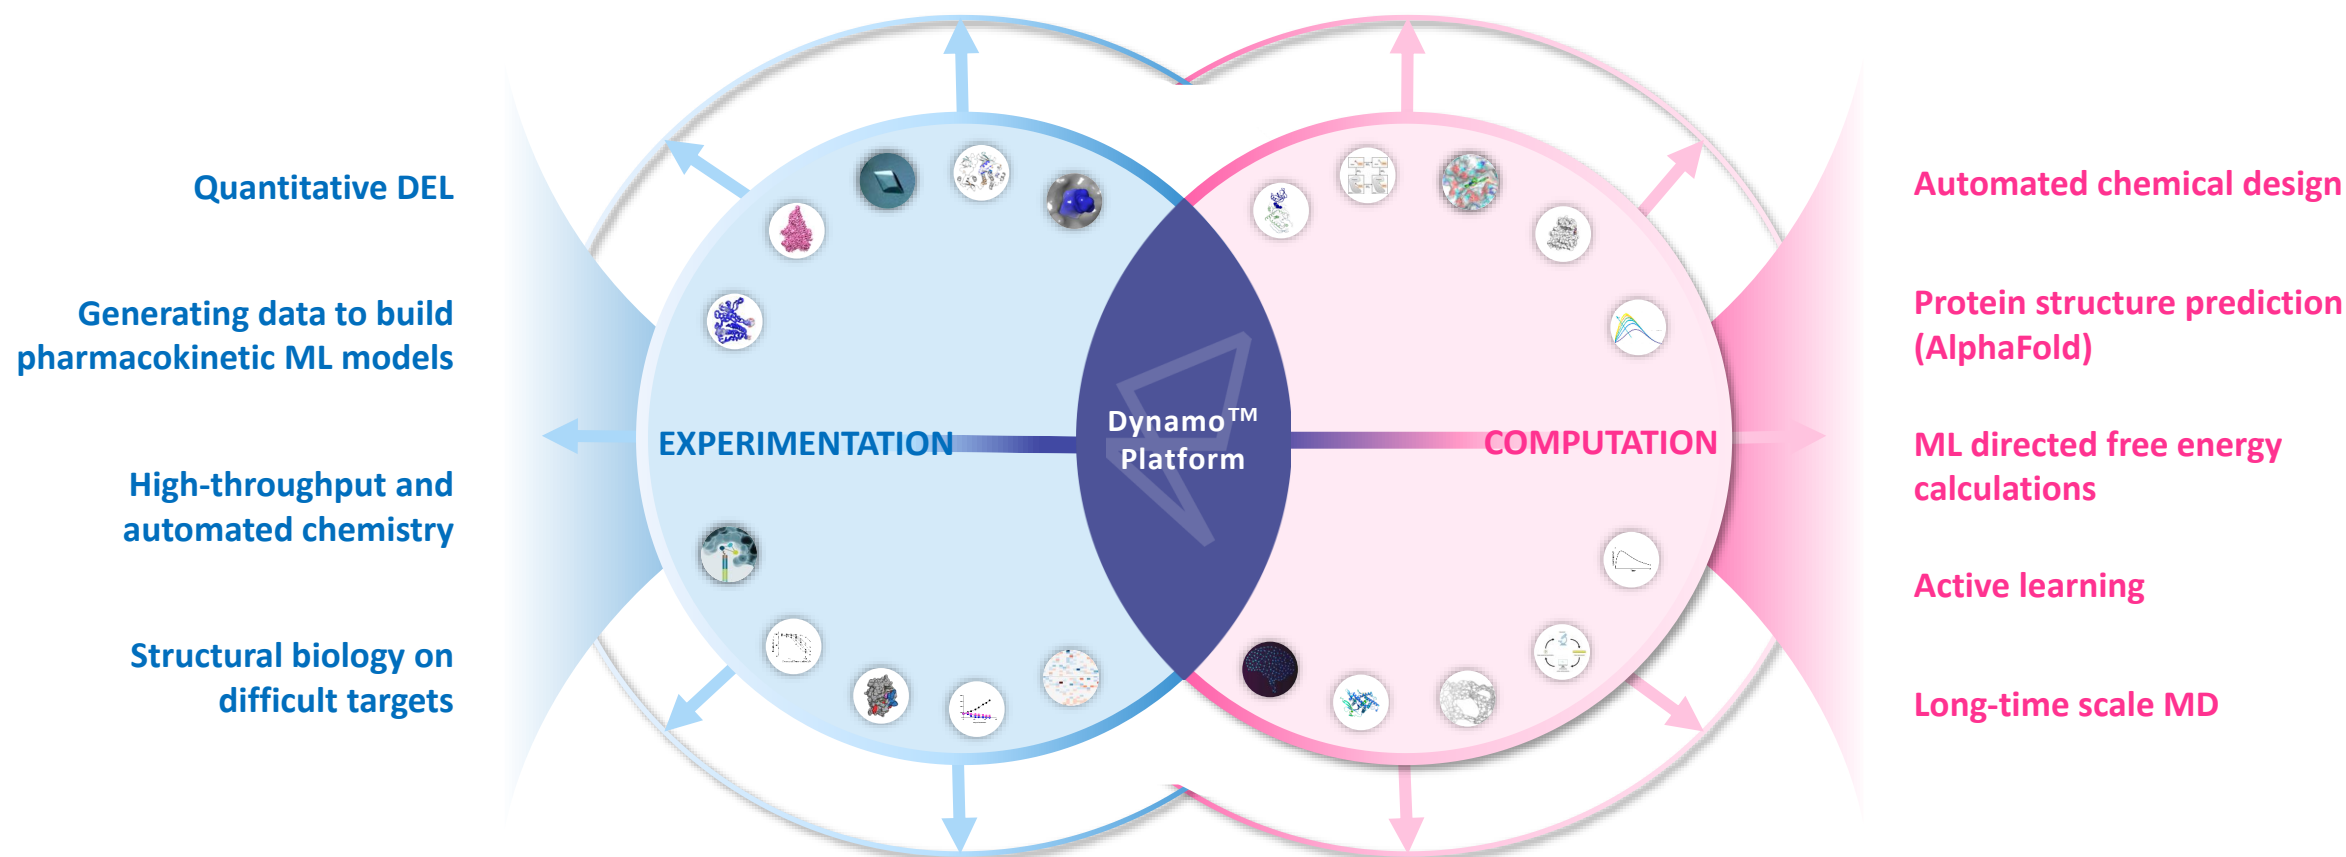 Quantitative DEL
Generating data to build
pharmacokinetic ML models
High-throughput and
automated chemistry
Structural biology on
difficult targets
EXPERIMENTATION
Dynamo™
Platform
COMPUTATION
Automated chemical design
Protein structure prediction
(AlphaFold)
ML directed free energy
calculations
Active learning
Long-time scale MD